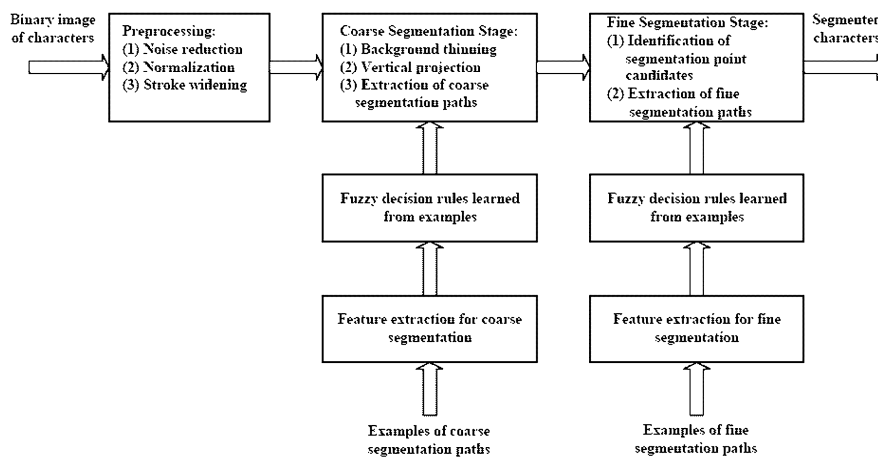 Binary image
of characters
Preprocessing:
(1) Noise reduction
(2) Normalization
(3) Stroke widening
Coarse Segmentation Stage:
(1) Background thinning
(2) Vertical projection
(3) Extraction of coarse
segmentation paths
Fine Segmentation Stage:
(1) Identification of
segmentation point
candidates
(2) Extraction of fine
segmentation paths
Segmente
characters
Fuzzy decision rules learned
from examples
Fuzzy decision rules learned
from examples
Feature extraction for coarse
segmentation
Feature extraction for fine
segmentation
Examples of coarse
segmentation paths
Examples of fine
segmentation paths